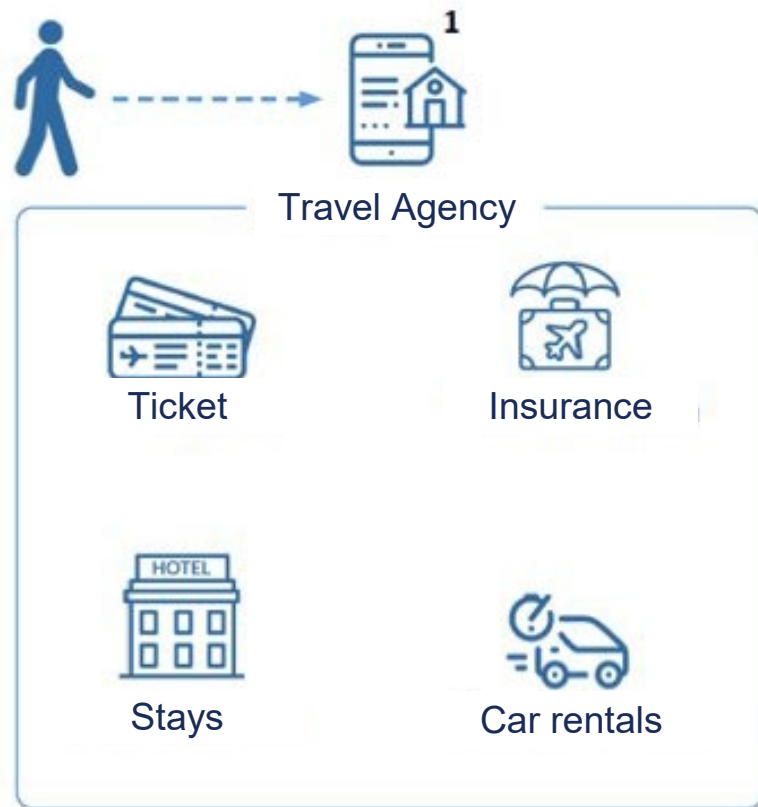 1
Travel Agency
Ticket
Insurance
HOTEL
Stays
Car rentals